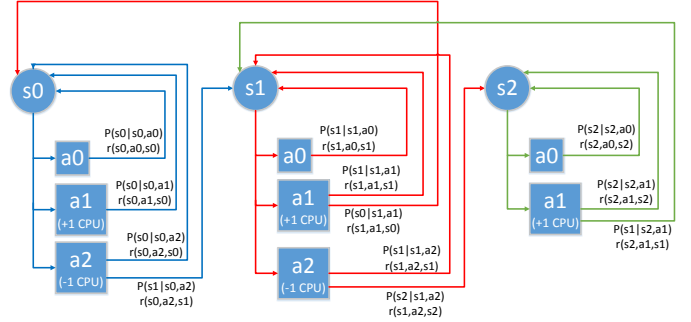 s0
a0
P(s0|s0,a0)
r(s0,a0,s0)
a1
(+1 CPU)
P(s0|s0,a1)
r(s0,a1,s0)
a2
(-1 CPU)
P(s0|s0,a2)
r(s0,a2,s0)
P(s1|s0,a2)
r(s0,a2,s1)
s1
a0
P(s1|s1,a0)
r(s1,a0,s1)
a1
(+1 CPU)
P(s1|s1,a1)
r(s1,a1,s1)
P(s0|s1,a1)
r(s1,a1,s0)
a2
(-1 CPU)
P(s1|s1,a2)
r(s1,a2,s1)
P(s2|s1,a2)
r(s1,a2,s2)
s2
a0
P(s2|s2,a0)
r(s2,a0,s2)
a1
(+1 CPU)
P(s2|s2,a1)
r(s2,a1,s2)
P(s1|s2,a1)
r(s2,a1,s1)